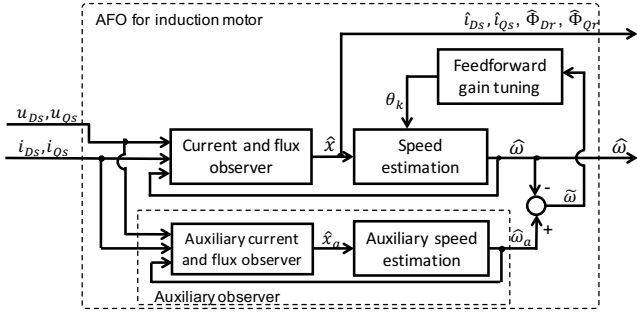 AFO for induction motor
î_Ds, î_Qs, Φ̂_Dr, Φ̂_Qr
Feedforward
gain tuning
θ_k
u_Ds,u_Qs
i_Ds,i_Qs
Current and flux
observer
x̂
Speed
estimation
ω̂
ω̂
-
ω̃
+
Auxiliary current
and flux observer
x̂_a
Auxiliary speed
estimation
ω̂_a
Auxiliary observer